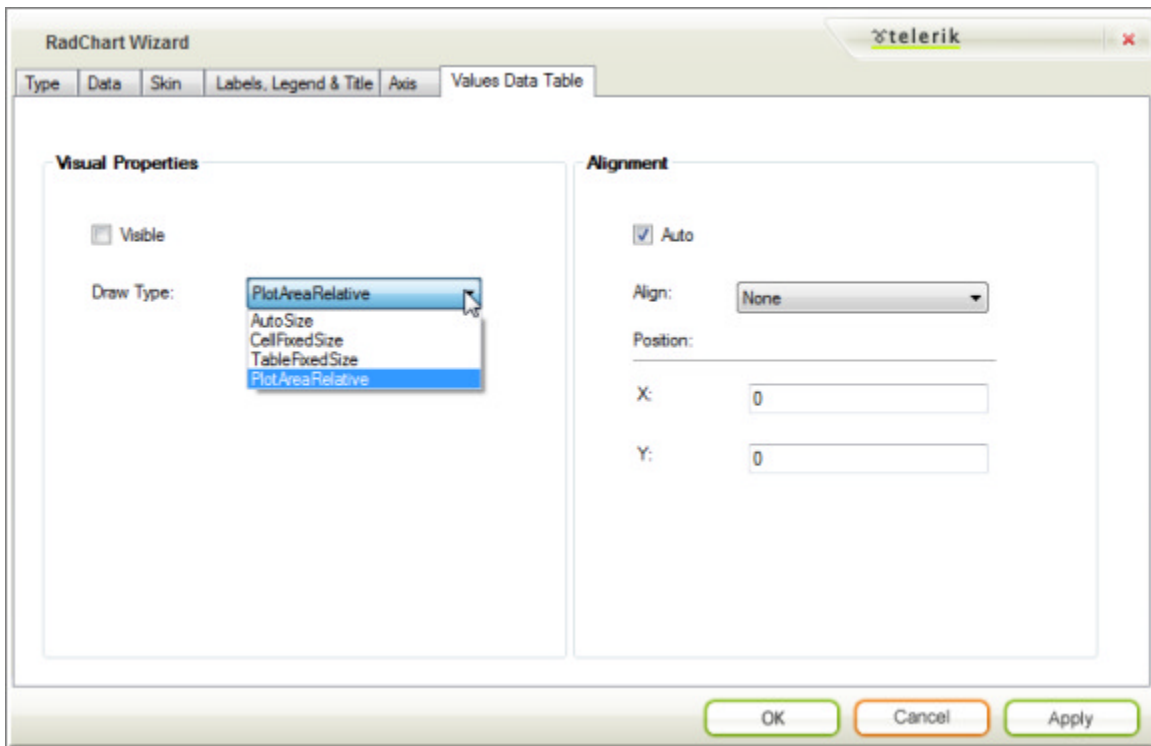 RadChart Wizard
telerik
Type Data Skin Labels, Legend & Title Axis Values Data Table
Visual Properties
Visible
Draw Type: PlotAreaRelative
AutoSize
CellFixedSize
TableFixedSize
PlotAreaRelative
Alignment
Auto
Align: None
Position:
X: 0
Y: 0
OK Cancel Apply